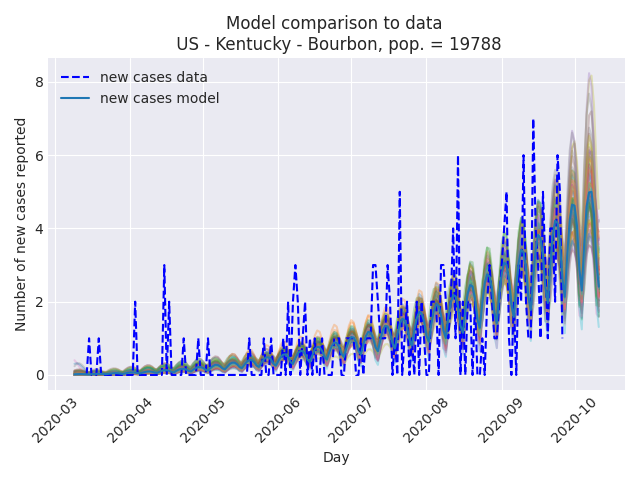 Model comparison to data
US - Kentucky - Bourbon, pop. = 19788
new cases data
new cases model
Number of new cases reported
8
6
4
2
0
2020-03
2020-04
2020-05
2020-06
2020-07
2020-08
2020-09
2020-10
Day